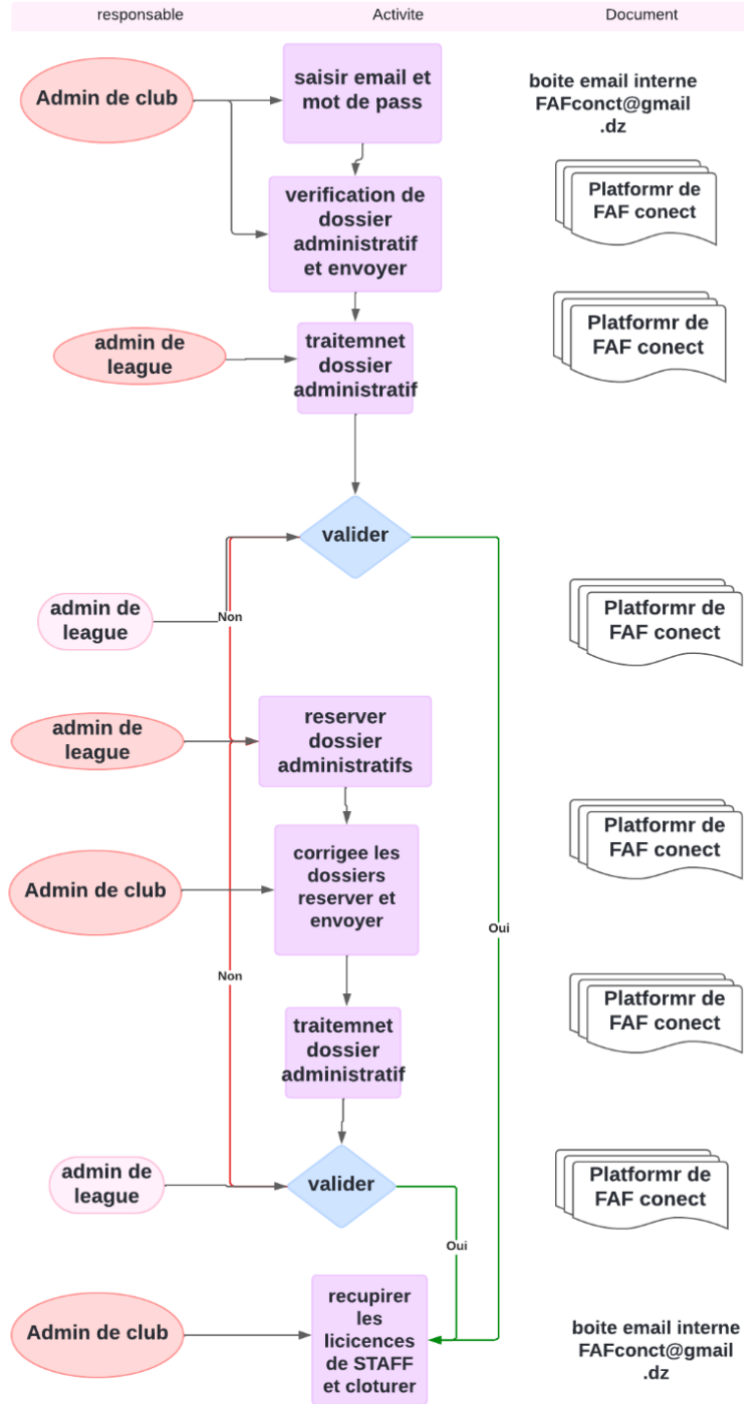 responsable
Activite
Document
Admin de club
saisir email et
mot de pass
boite email interne
FAFconct@gmail
.dz
verification de
dossier
administratif
et envoyer
Platformr de
FAF conect
admin de
league
traitemnet
dossier
administratif
Platformr de
FAF conect
valider
admin de
league
Non
Platformr de
FAF conect
admin de
league
reserver
dossier
administratifs
Platformr de
FAF conect
Admin de club
corrigee les
dossiers
reserver et
envoyer
Oui
Non
traitemnet
dossier
administratif
Platformr de
FAF conect
admin de
league
valider
Platformr de
FAF conect
Oui
Admin de club
recupirer
les
licicences
de STAFF
et cloturer
boite email interne
FAFconct@gmail
.dz